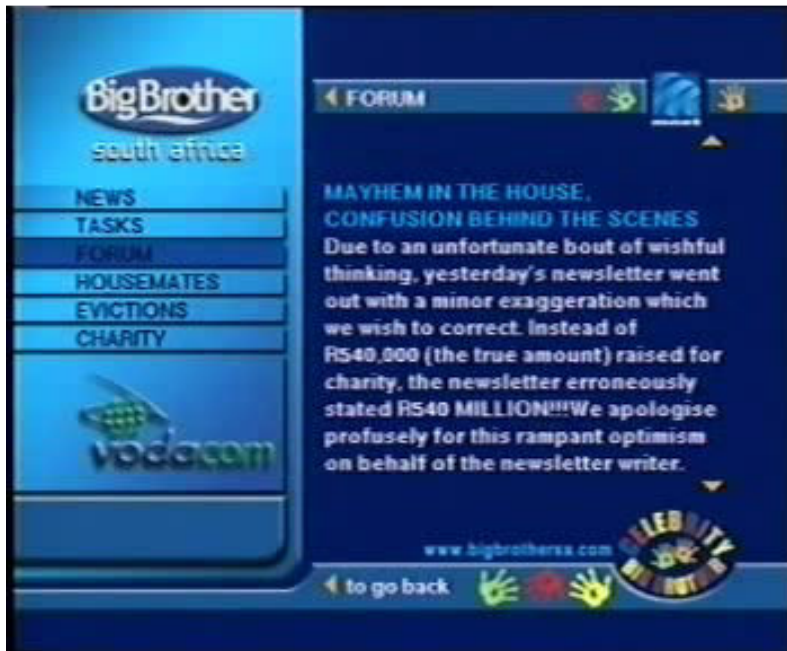 Big Brother
south africa
FORUM
NEWS
TASKS
FORUM
HOUSEMATES
EVICTIONS
CHARITY
vodacom
MAYHEM IN THE HOUSE,
CONFUSION BEHIND THE SCENES
Due to an unfortunate bout of wishful
thinking, yesterday's newsletter went
out with a minor exaggeration which
we wish to correct. Instead of
R540,000 (the true amount) raised for
charity, the newsletter erroneously
stated R540 MILLION!!!We apologise
profusely for this rampant optimism
on behalf of the newsletter writer.
www.bigbrothersa.com
CELEBRITY
BIG BROTHER
to go back